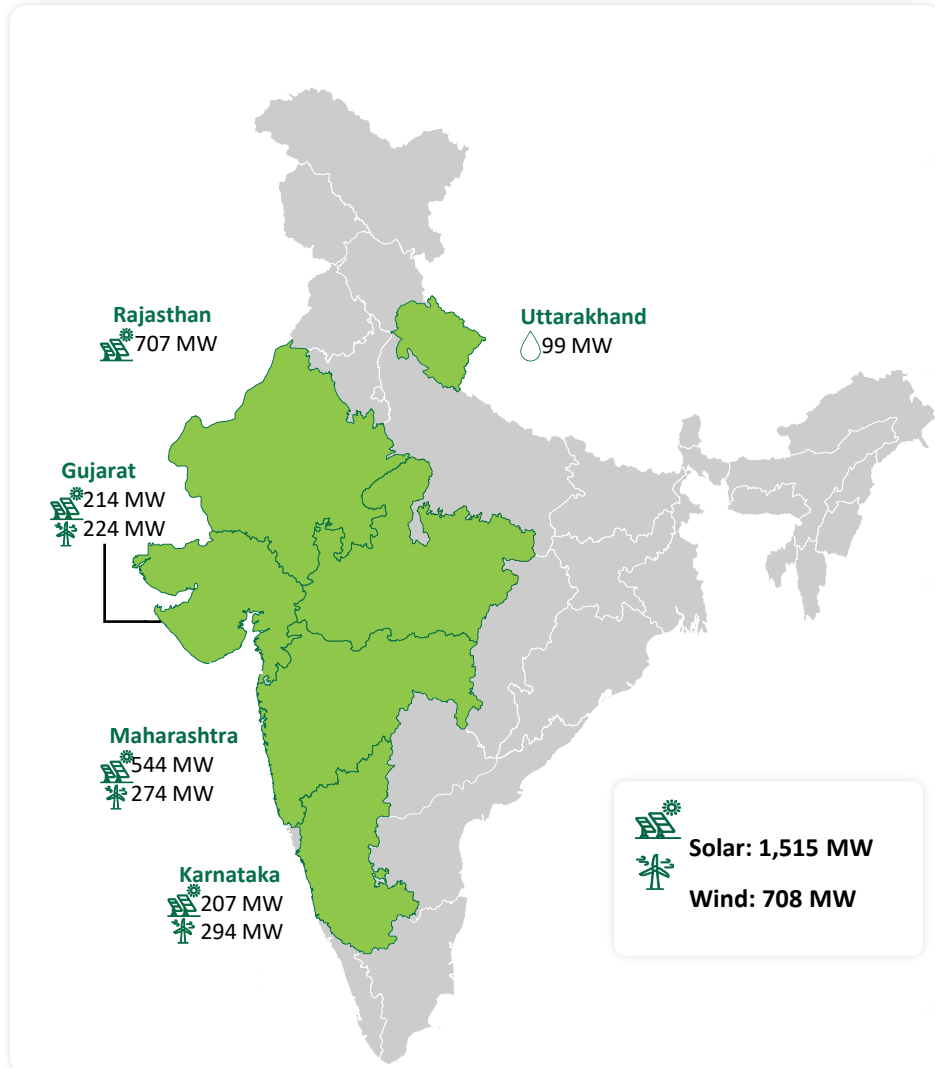 Rajasthan
707 MW
Uttarakhand
99 MW
Gujarat
214 MW
224 MW
Maharashtra
544 MW
274 MW
Karnataka
207 MW
294 MW
Solar: 1,515 MW
Wind: 708 MW